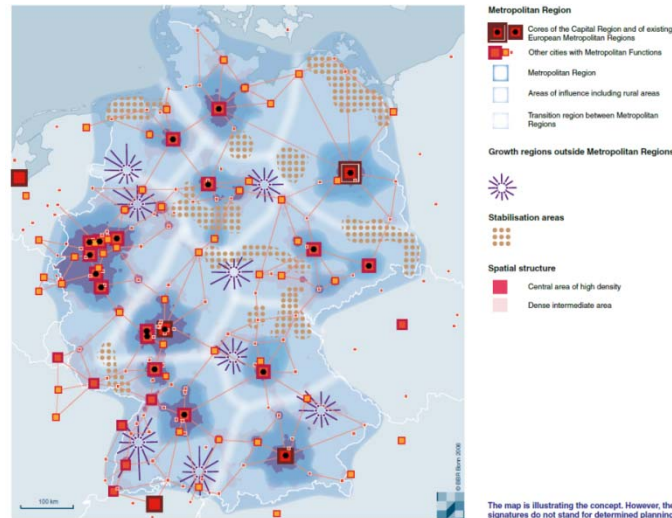 Metropolitan Region
Cores of the Capital Region and of existing
European Metropolitan Regions
Other cities with Metropolitan Functions
Metropolitan Region
Areas of influence including rural areas
Transition region between Metropolitan
Regions
Growth regions outside Metropolitan Regions
Stabilisation areas
Spatial structure
Central area of high density
Dense intermediate area
© BBR Bonn 2006
100 km
The map is illustrating the concept. However, the
signatures do not stand for determined planning